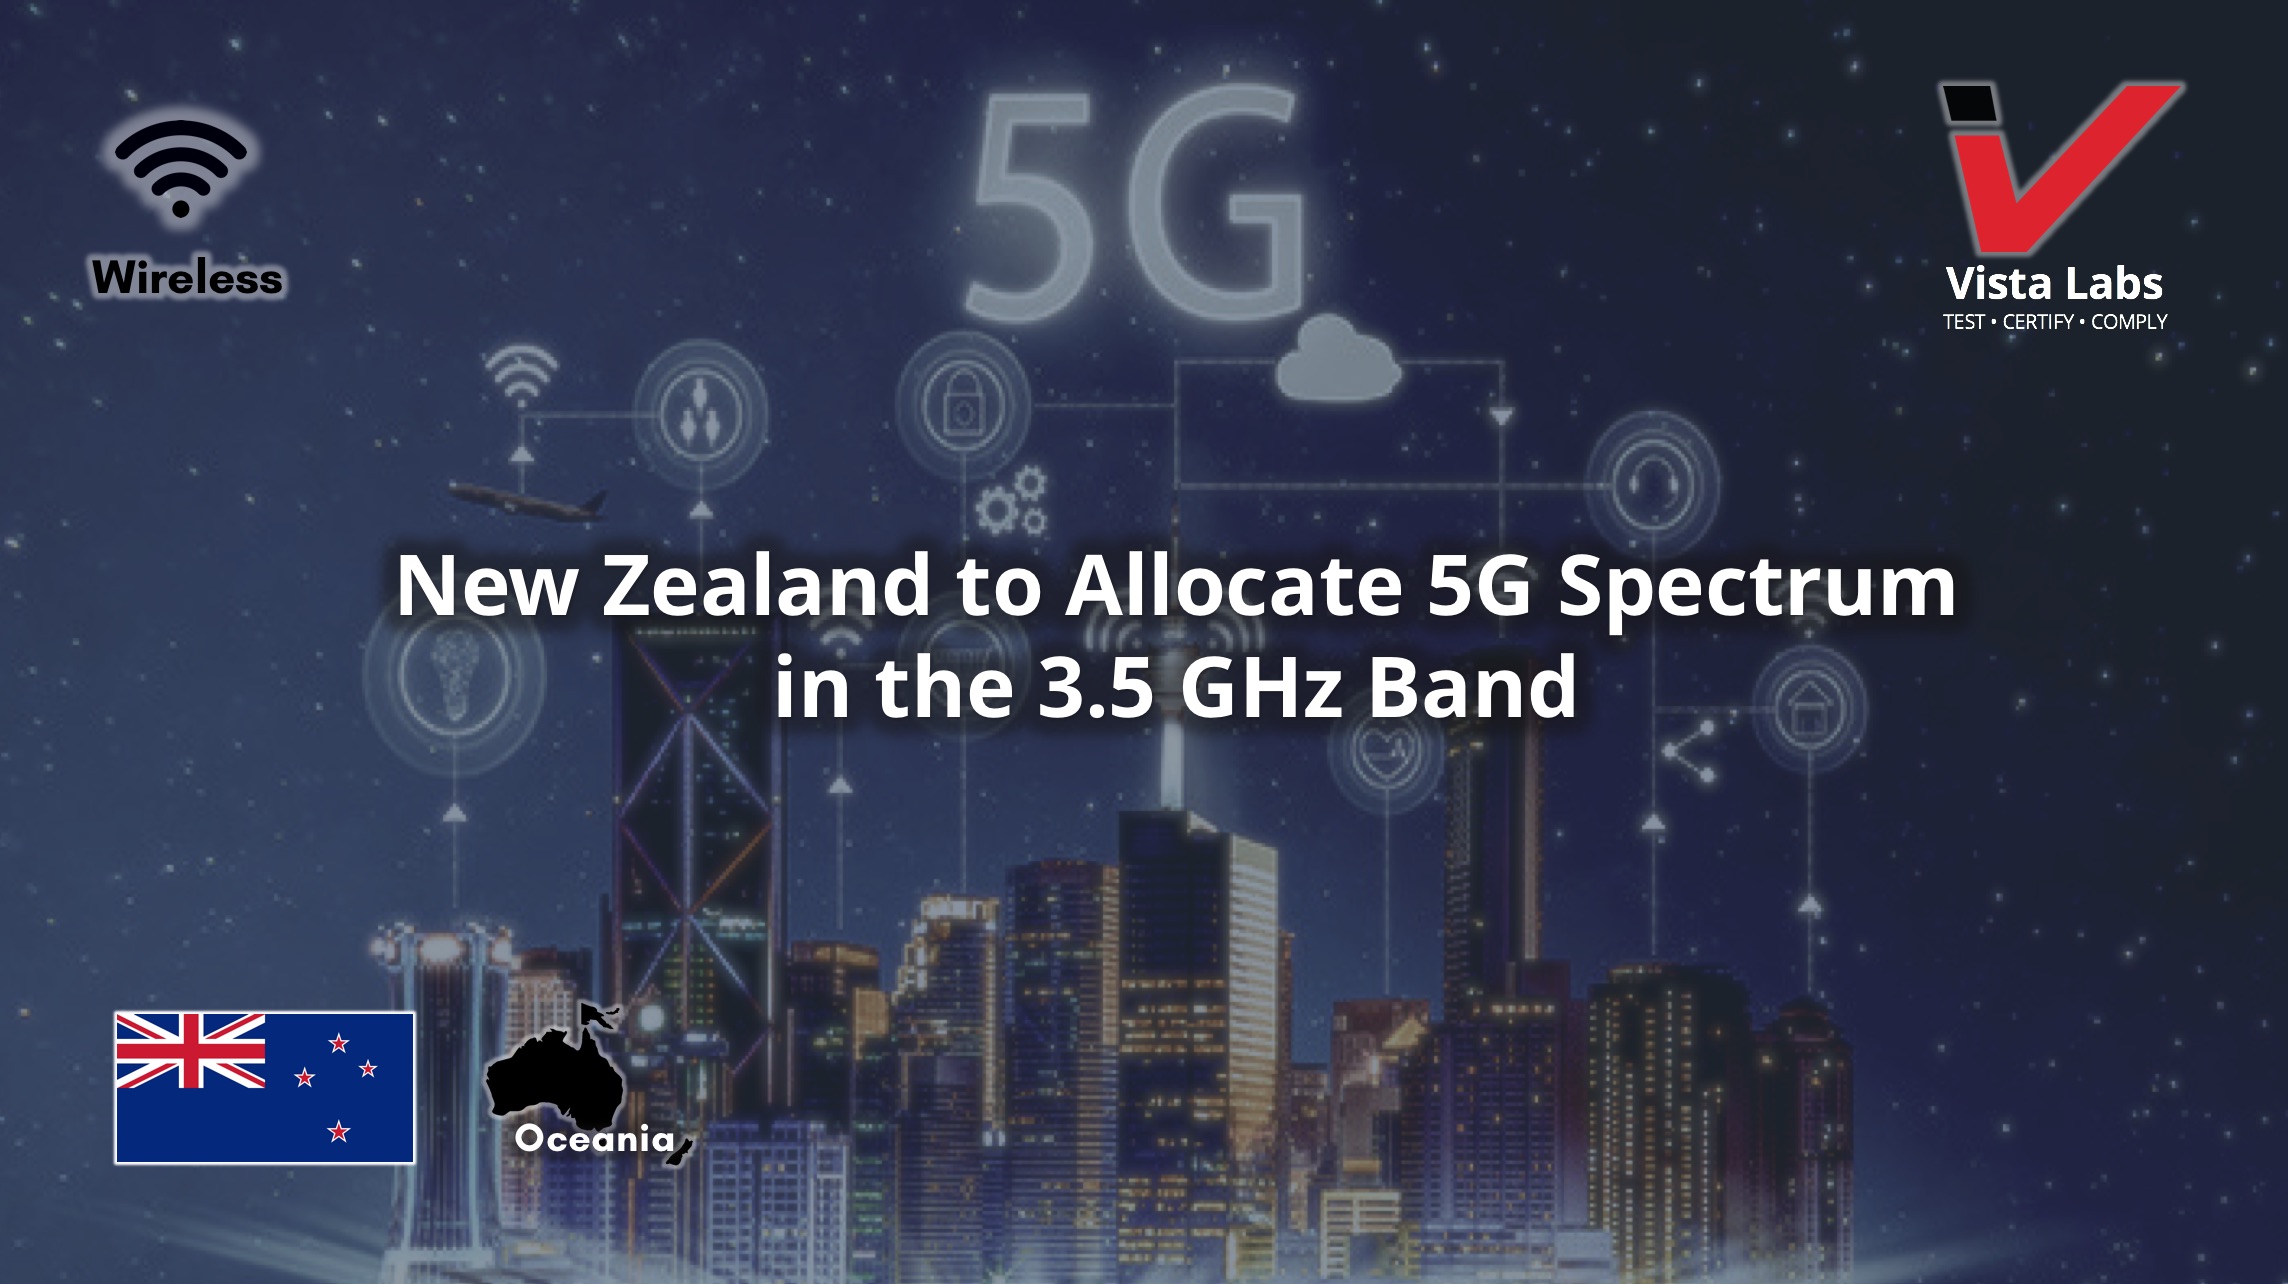 5G
Wireless
Vista Labs
TEST • CERTIFY • COMPLY
New Zealand to Allocate 5G Spectrum
in the 3.5 GHz Band
Oceania